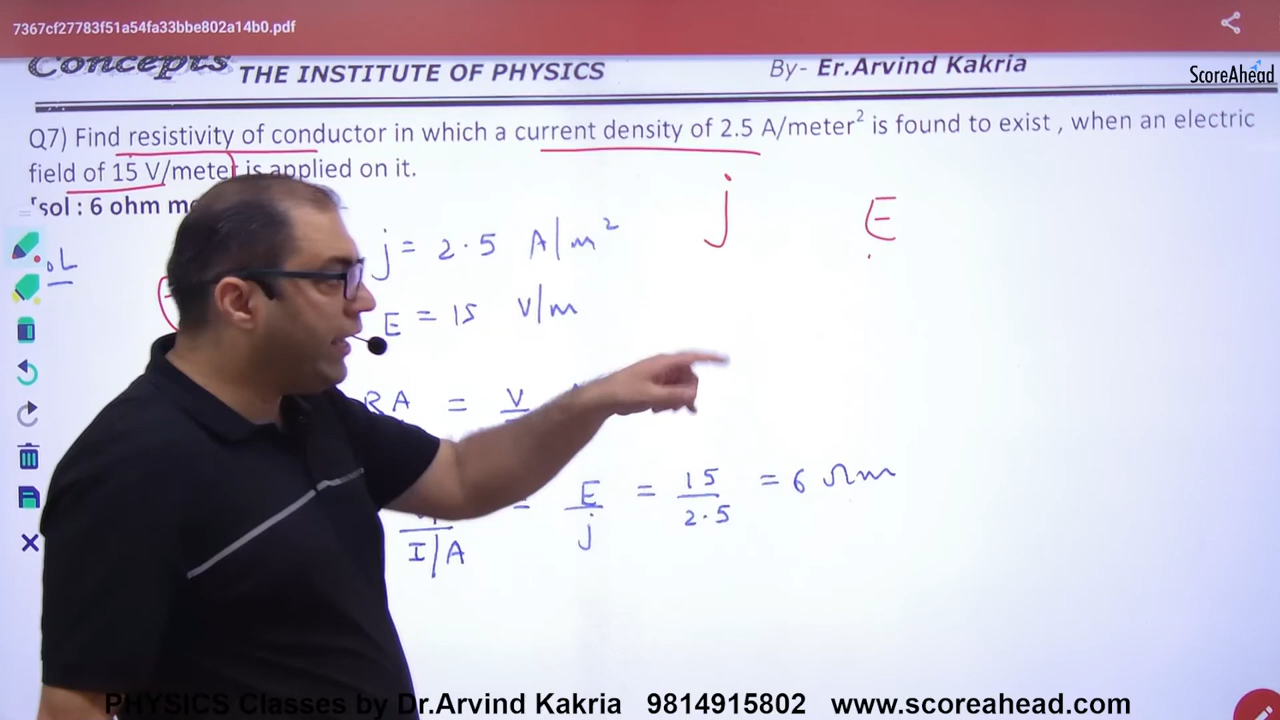 7367cf27783f51a54fa33bbe802a14b0.pdf
Concepts THE INSTITUTE OF PHYSICS By- Er.Arvind Kakria ScoreAhead
Q7) Find resistivity of conductor in which a current density of 2.5 A/meter² is found to exist , when an electric
field of 15 V/meter is applied on it.
sol : 6 ohm
j E
j = 2.5 A/m²
E = 15 V/m
RA = V
I/A = E/j = 15/2.5 = 6 Ωm
PHYSICS Classes by Dr.Arvind Kakria 9814915802 www.scoreahead.com